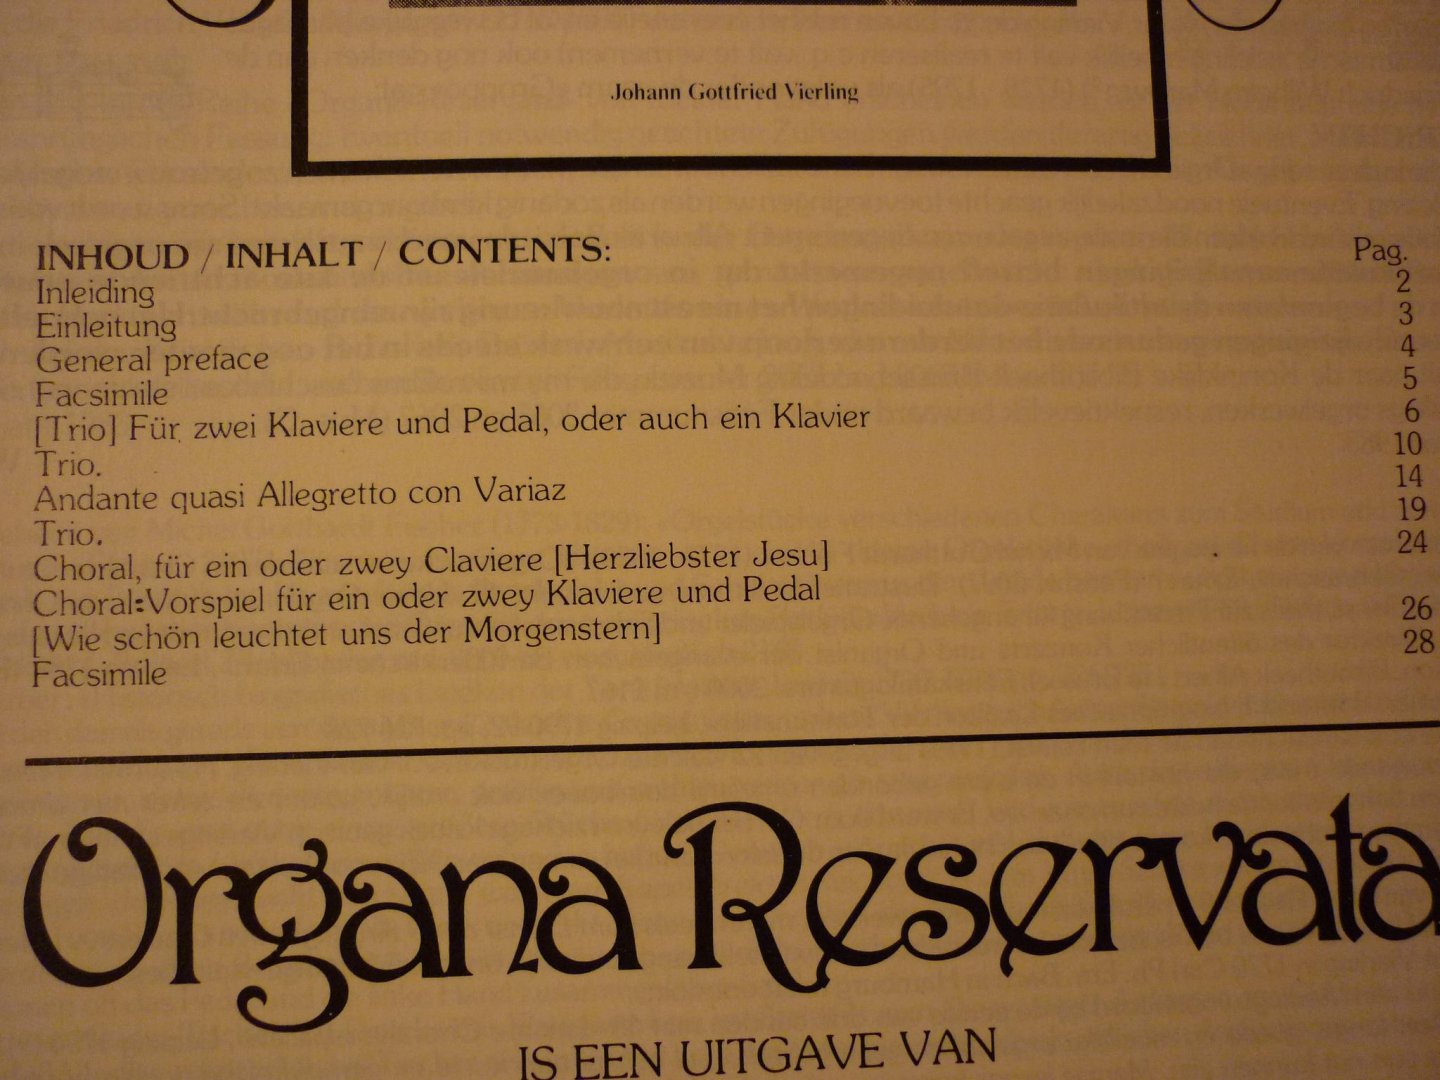 Johann Gottfried Vierling
INHOUD / INHALT / CONTENTS: Pag.
Inleiding 2
Einleitung 3
General preface 4
Facsimile 5
[Trio] Für zwei Klaviere und Pedal, oder auch ein Klavier 6
Trio. 10
Andante quasi Allegretto con Variaz 14
Trio. 19
Choral, für ein oder zwey Claviere [Herzliebster Jesu] 24
Choral:Vorspiel für ein oder zwey Klaviere und Pedal
[Wie schön leuchtet uns der Morgenstern] 26
Facsimile 28
Organa Reservata
IS EEN UITGAVE VAN